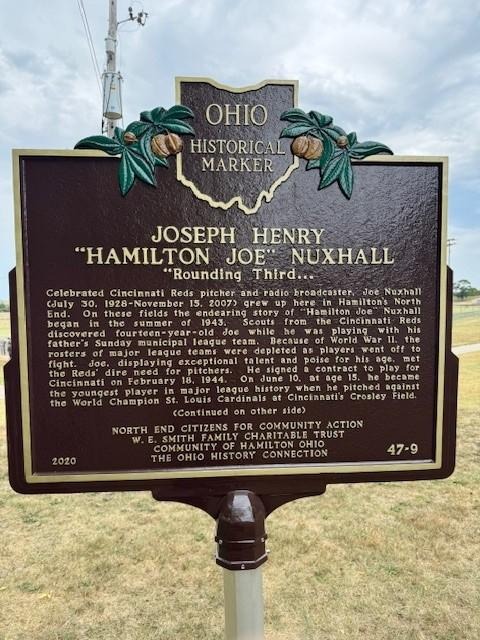 OHIO
HISTORICAL
MARKER
JOSEPH HENRY
"HAMILTON JOE" NUXHALL
"Rounding Third...
Celebrated Cincinnati Reds pitcher and radio broadcaster, Joe Nuxhall
(July 30, 1928-November 15, 2007) grew up here in Hamilton's North
End. On these fields the endearing story of "Hamilton Joe" Nuxhall
began in the summer of 1943. Scouts from the Cincinnati Reds
discovered fourteen-year-old Joe while he was playing with his
father's Sunday municipal league team. Because of World War II, the
rosters of major league teams were depleted as players went off to
fight. Joe, displaying exceptional talent and poise for his age, met
the Reds' dire need for pitchers. He signed a contract to play for
Cincinnati on February 18, 1944. On June 10, at age 15, he became
the youngest player in major league history when he pitched against
the World Champion St. Louis Cardinals at Cincinnati's Crosley Field.
(Continued on other side)
NORTH END CITIZENS FOR COMMUNITY ACTION
W. E. SMITH FAMILY CHARITABLE TRUST
COMMUNITY OF HAMILTON OHIO
THE OHIO HISTORY CONNECTION
2020
47-9